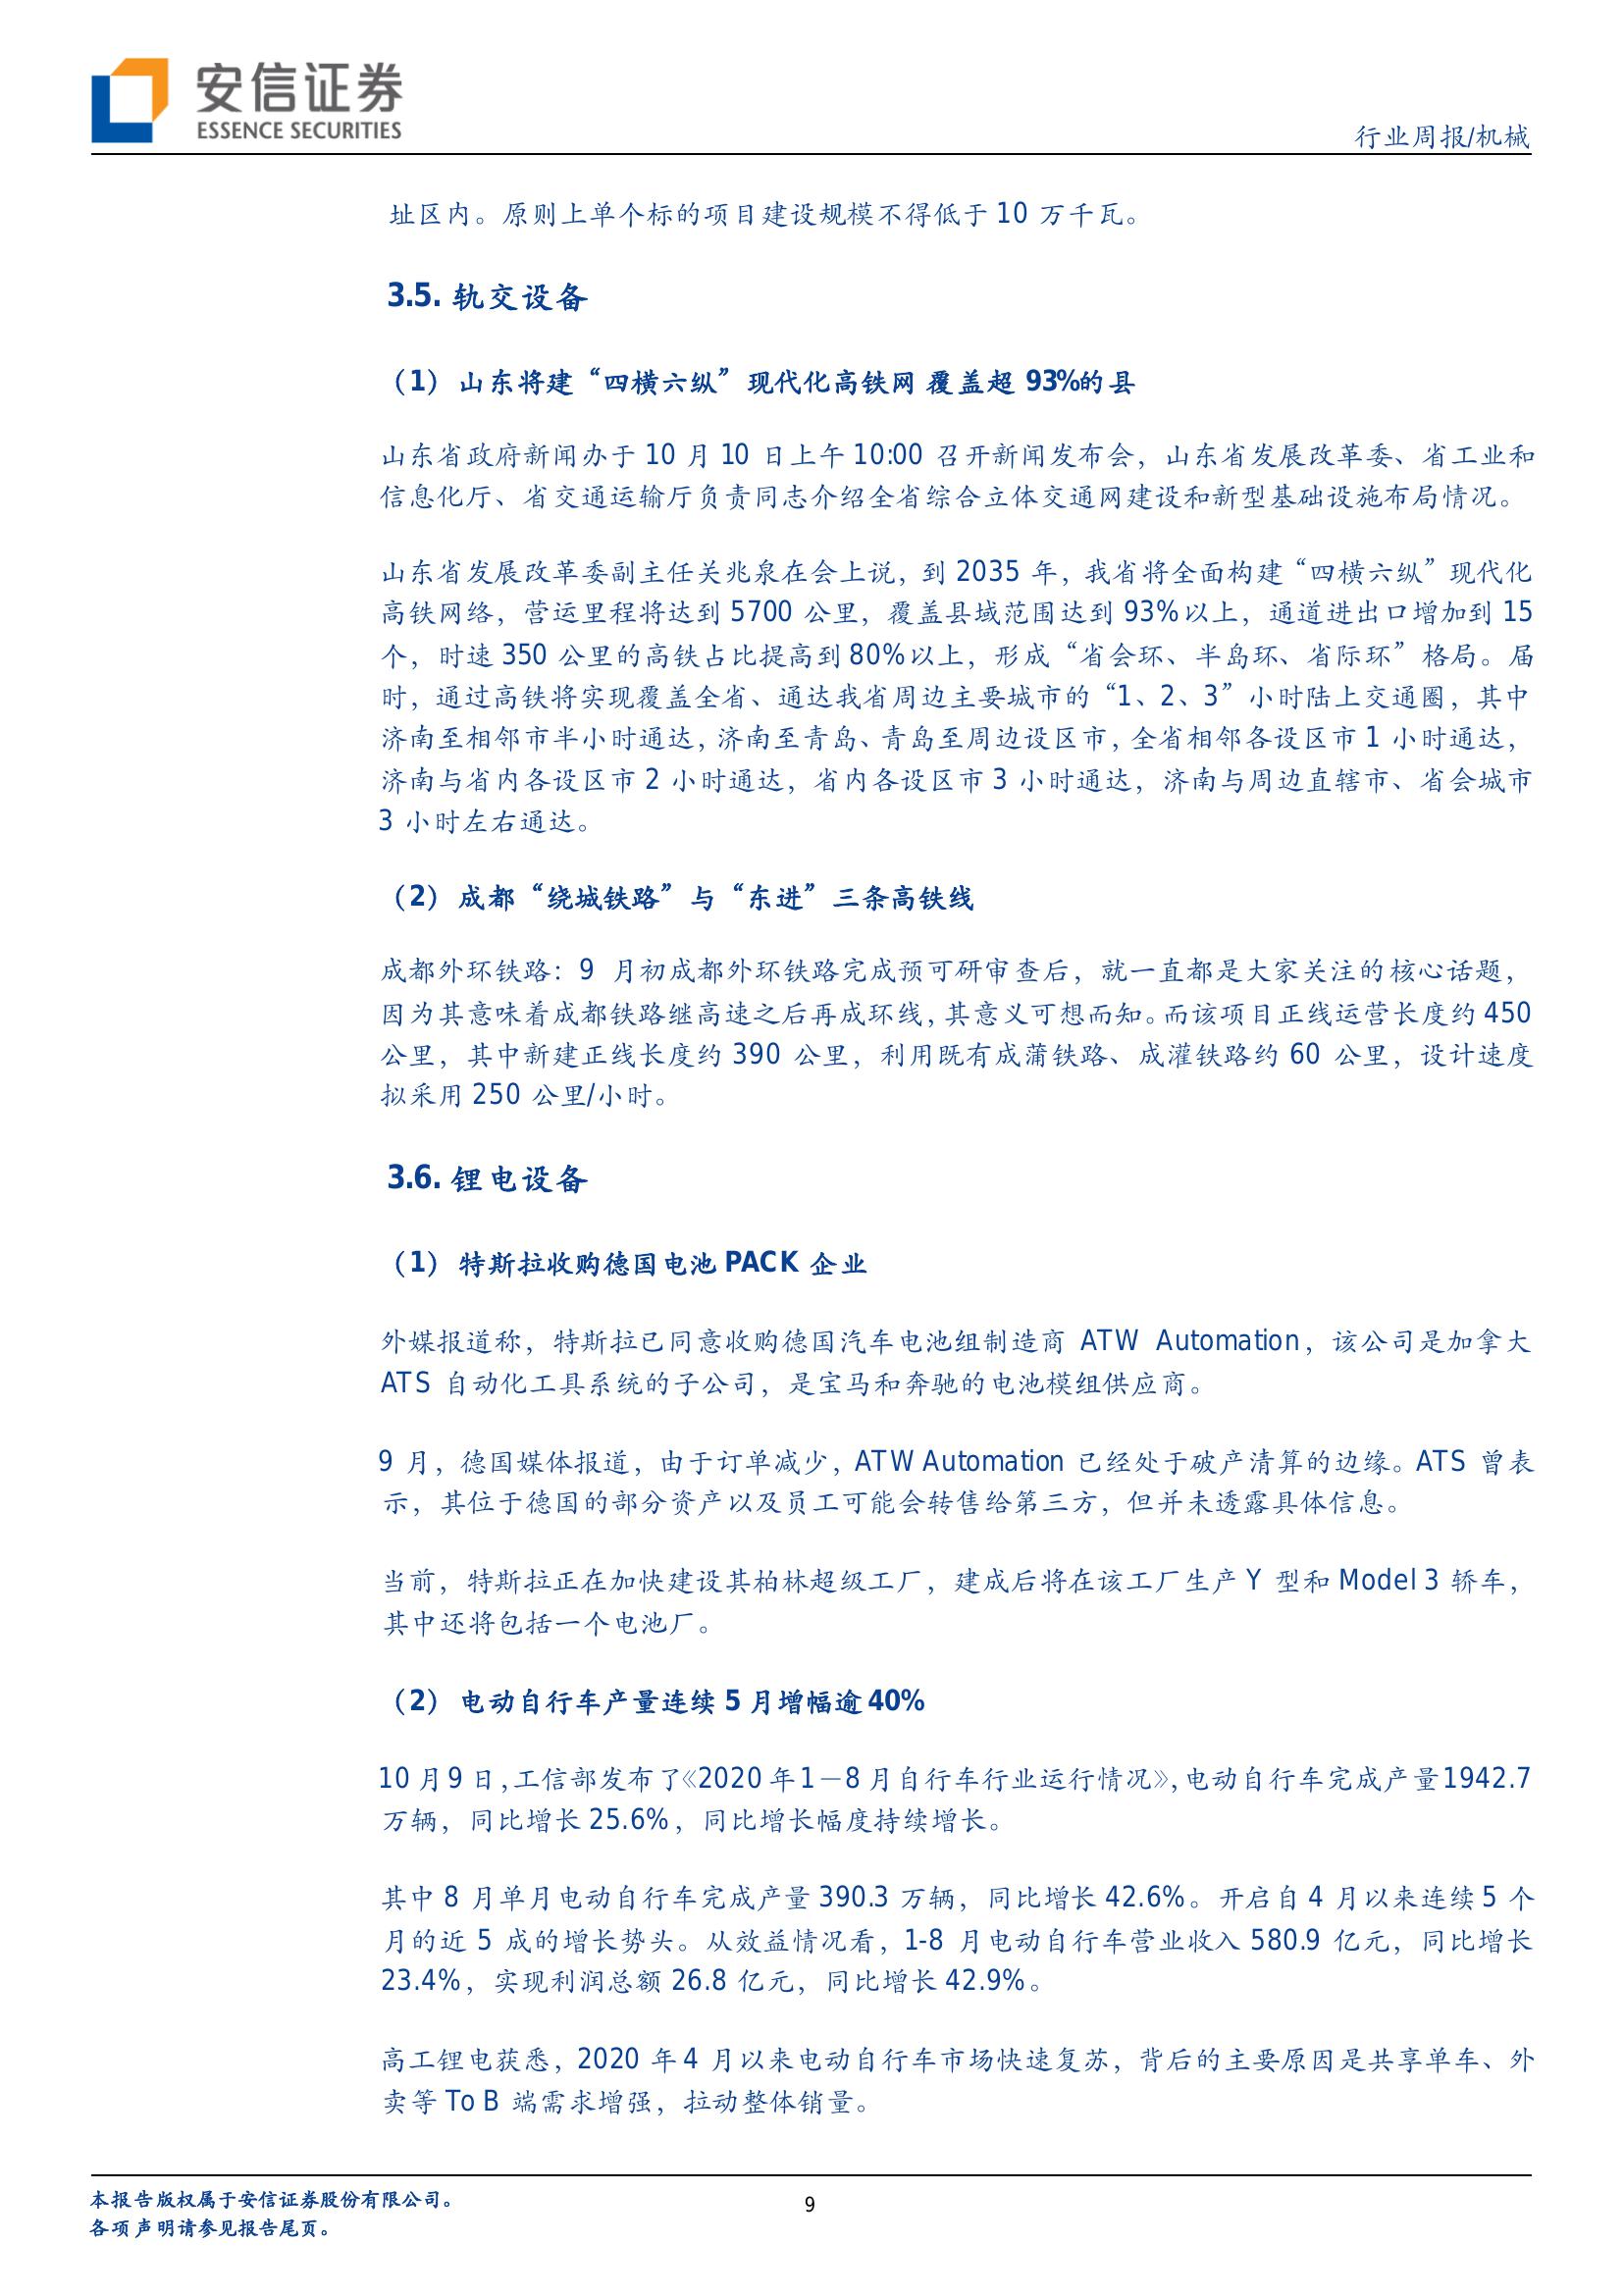 安信证券
ESSENCE SECURITIES
行业周报/机械
址区内。原则上单个标的项目建设规模不得低于 10 万千瓦。
3.5. 轨交设备
（1）山东将建“四横六纵”现代化高铁网 覆盖超 93%的县
山东省政府新闻办于 10 月 10 日上午 10:00 召开新闻发布会，山东省发展改革委、省工业和
信息化厅、省交通运输厅负责同志介绍全省综合立体交通网建设和新型基础设施布局情况。
山东省发展改革委副主任关兆泉在会上说，到 2035 年，我省将全面构建“四横六纵”现代化
高铁网络，营运里程将达到 5700 公里，覆盖县域范围达到 93%以上，通道进出口增加到 15
个，时速 350 公里的高铁占比提高到 80%以上，形成“省会环、半岛环、省际环”格局。届
时，通过高铁将实现覆盖全省、通达我省周边主要城市的“1、2、3”小时陆上交通圈，其中
济南至相邻市半小时通达，济南至青岛、青岛至周边设区市，全省相邻各设区市 1 小时通达，
济南与省内各设区市 2 小时通达，省内各设区市 3 小时通达，济南与周边直辖市、省会城市
3 小时左右通达。
（2）成都“绕城铁路”与“东进”三条高铁线
成都外环铁路：9 月初成都外环铁路完成预可研审查后，就一直都是大家关注的核心话题，
因为其意味着成都铁路继高速之后再成环线，其意义可想而知。而该项目正线运营长度约 450
公里，其中新建正线长度约 390 公里，利用既有成蒲铁路、成灌铁路约 60 公里，设计速度
拟采用 250 公里/小时。
3.6. 锂电设备
（1）特斯拉收购德国电池 PACK 企业
外媒报道称，特斯拉已同意收购德国汽车电池组制造商 ATW Automation，该公司是加拿大
ATS 自动化工具系统的子公司，是宝马和奔驰的电池模组供应商。
9 月，德国媒体报道，由于订单减少，ATW Automation 已经处于破产清算的边缘。ATS 曾表
示，其位于德国的部分资产以及员工可能会转售给第三方，但并未透露具体信息。
当前，特斯拉正在加快建设其柏林超级工厂，建成后将在该工厂生产 Y 型和 Model 3 轿车，
其中还将包括一个电池厂。
（2）电动自行车产量连续 5 月增幅逾 40%
10 月 9 日，工信部发布了《2020 年 1－8 月自行车行业运行情况》，电动自行车完成产量 1942.7
万辆，同比增长 25.6%，同比增长幅度持续增长。
其中 8 月单月电动自行车完成产量 390.3 万辆，同比增长 42.6%。开启自 4 月以来连续 5 个
月的近 5 成的增长势头。从效益情况看，1-8 月电动自行车营业收入 580.9 亿元，同比增长
23.4%，实现利润总额 26.8 亿元，同比增长 42.9%。
高工锂电获悉，2020 年 4 月以来电动自行车市场快速复苏，背后的主要原因是共享单车、外
卖等 To B 端需求增强，拉动整体销量。
本报告版权属于安信证券股份有限公司。
各项声明请参见报告尾页。
9